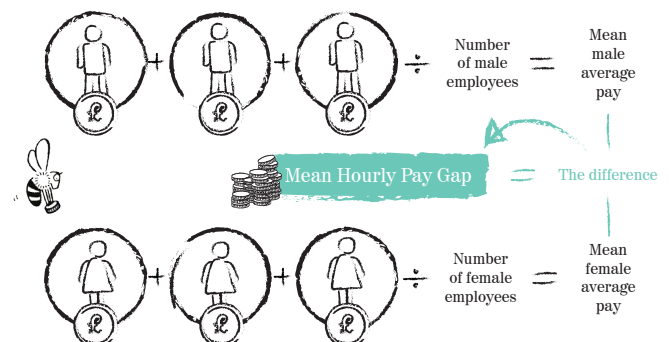 £ + £ + £ ÷ Number
of male
employees = Mean
male
average
pay
Mean Hourly Pay Gap = The difference
£ + £ + £ ÷ Number
of female
employees = Mean
female
average
pay